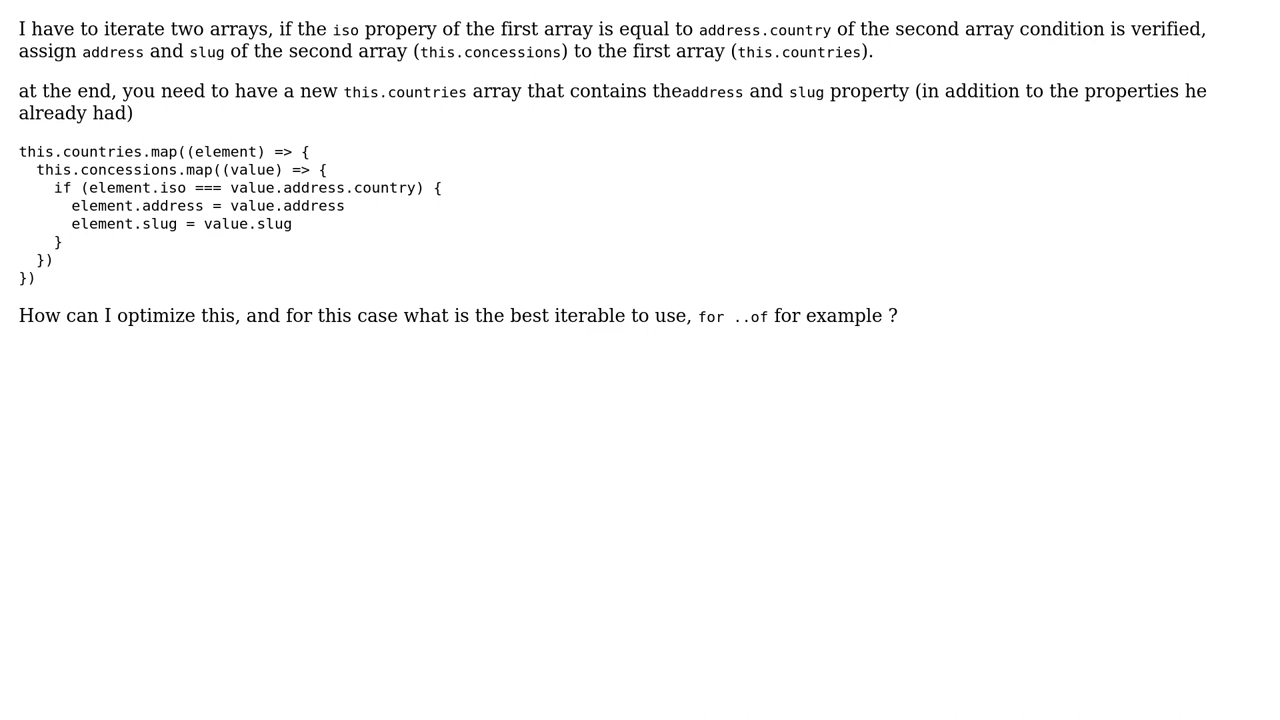 I have to iterate two arrays, if the iso propery of the first array is equal to address.country of the second array condition is verified,
assign address and slug of the second array (this.concessions) to the first array (this.countries).
at the end, you need to have a new this.countries array that contains theaddress and slug property (in addition to the properties he
already had)
this.countries.map((element) => {
  this.concessions.map((value) => {
    if (element.iso === value.address.country) {
      element.address = value.address
      element.slug = value.slug
    }
  })
})
How can I optimize this, and for this case what is the best iterable to use, for ..of for example ?